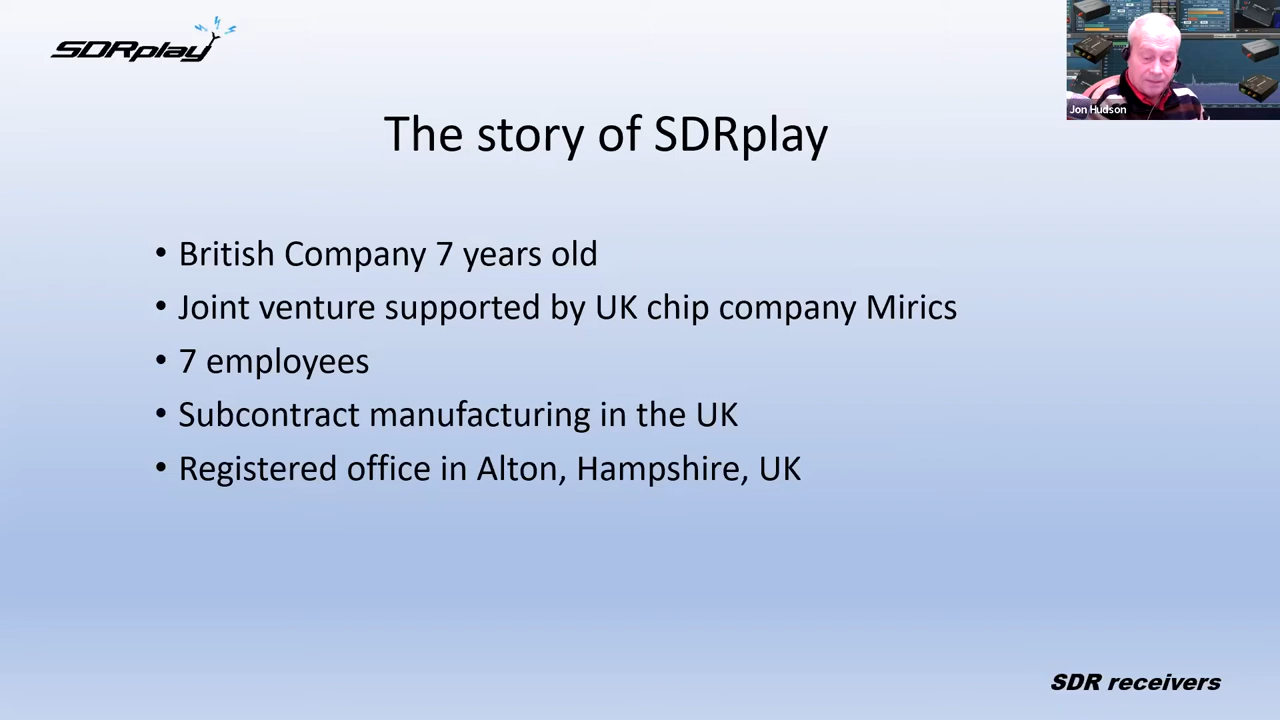 SDRplay
Jon Hudson
The story of SDRplay
• British Company 7 years old
• Joint venture supported by UK chip company Mirics
• 7 employees
• Subcontract manufacturing in the UK
• Registered office in Alton, Hampshire, UK
SDR receivers